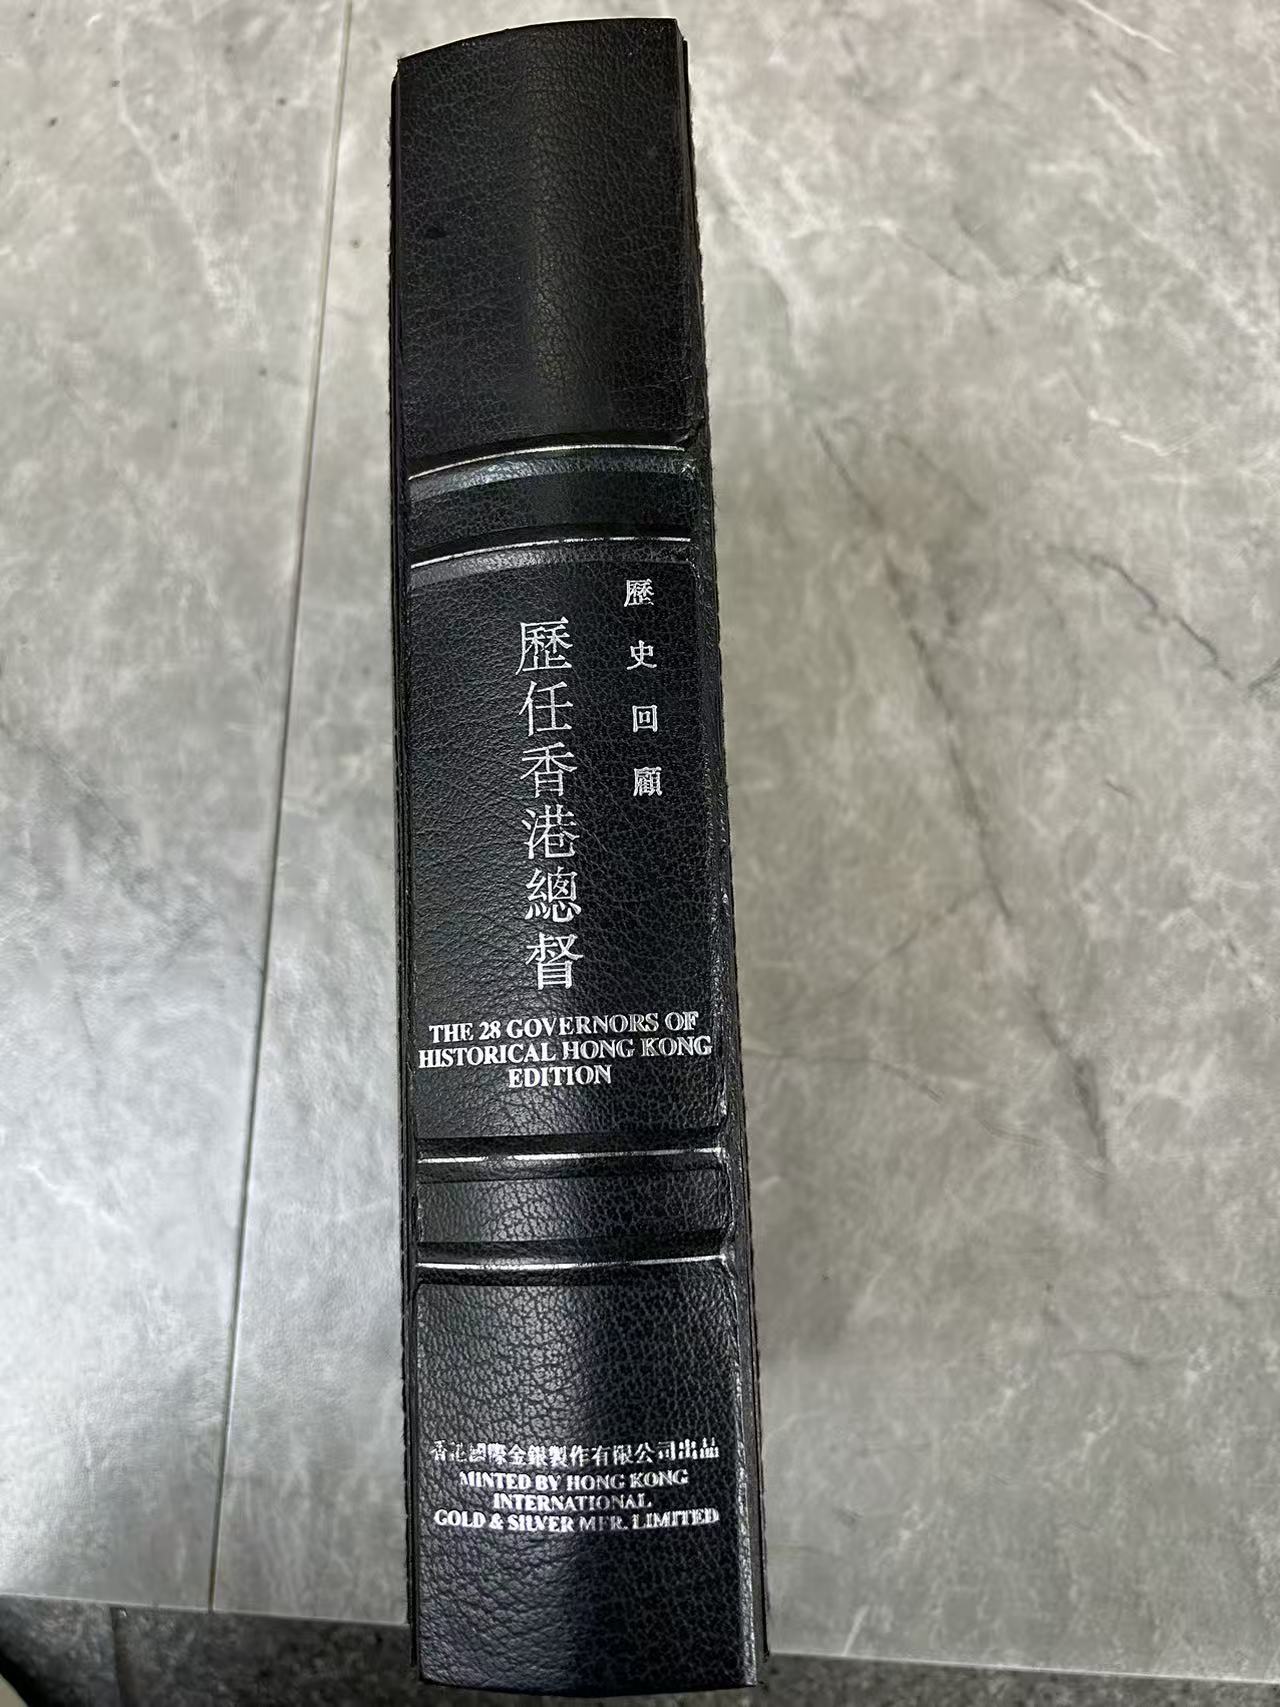 歷史回顧
歷任香港總督
THE 28 GOVERNORS OF
HISTORICAL HONG KONG
EDITION
香港國際金銀製作有限公司出品
MINTED BY HONG KONG
INTERNATIONAL
GOLD & SILVER MFR. LIMITED